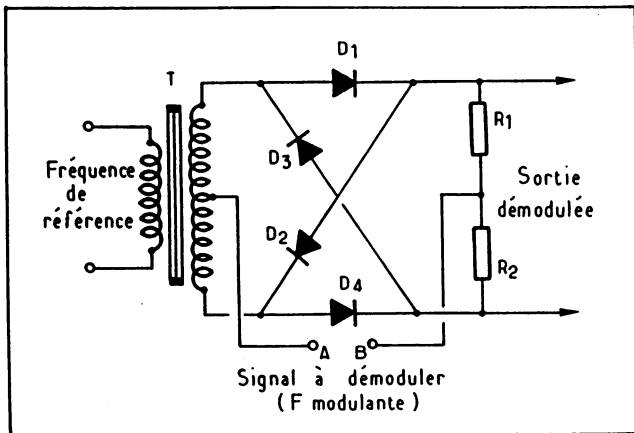 T
D1
R1
D3
Fréquence
de
référence
Sortie
démodulée
D2
R2
D4
A B
Signal à démoduler
( F modulante )